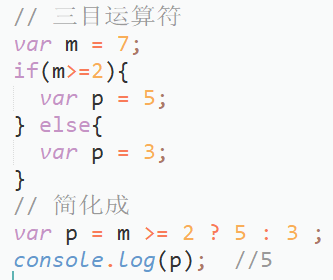 // 三目运算符
var m = 7;
if(m>=2){
  var p = 5;
} else{
  var p = 3;
}
// 简化成
var p = m >= 2 ? 5 : 3 ;
console.log(p);  //5